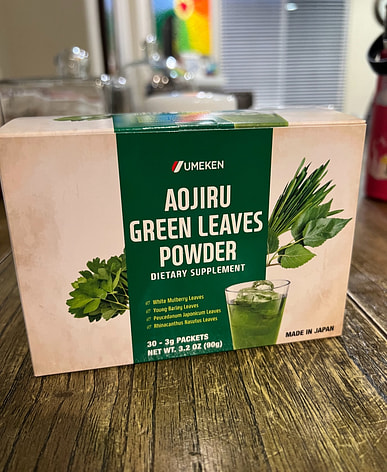 UMEKEN
AOJIRU
GREEN LEAVES
POWDER
DIETARY SUPPLEMENT
White Mulberry Leaves
Young Barley Leaves
Peucedanum Japonicum Leaves
Rhinacanthus Nasutus Leaves
30 - 3g PACKETS
NET WT. 3.2 OZ (90g)
MADE IN JAPAN